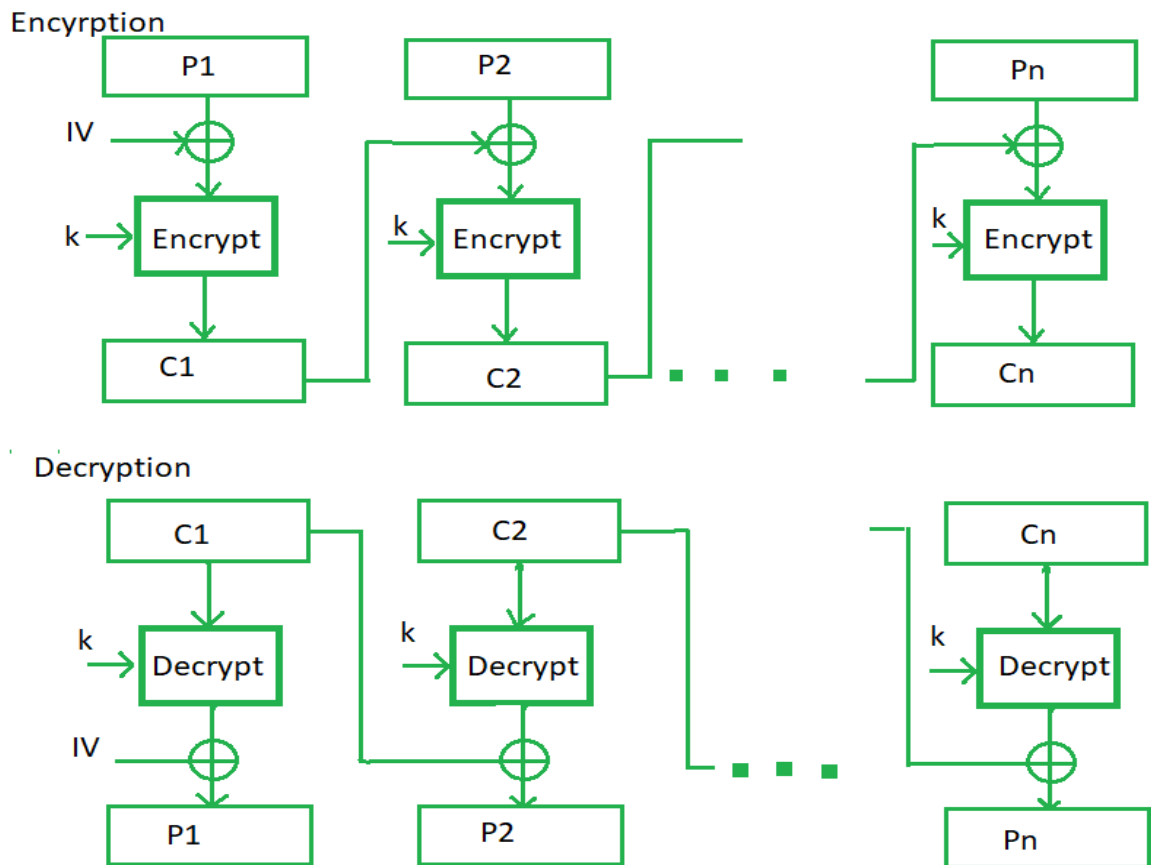 Encyrption
P1
P2
Pn
IV
k
Encrypt
k
Encrypt
k
Encrypt
C1
C2
Cn
Decryption
C1
C2
Cn
k
Decrypt
k
Decrypt
k
Decrypt
IV
P1
P2
Pn